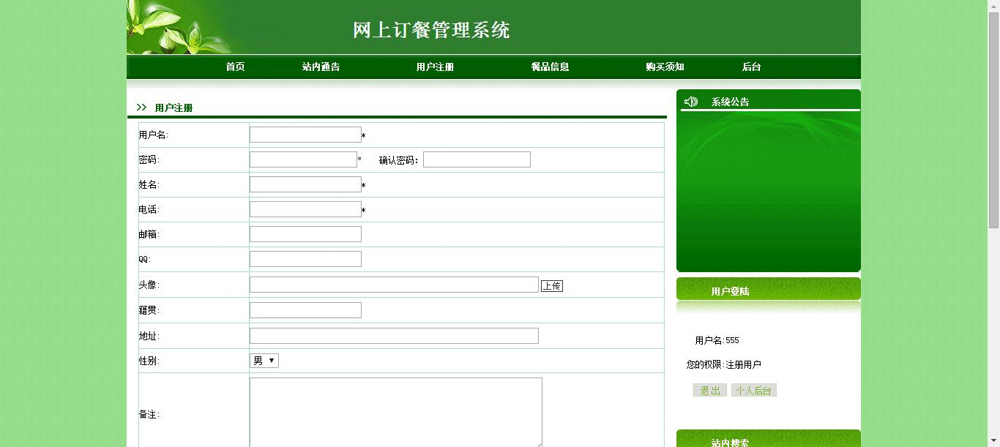 网上订餐管理系统
首页 站内通告 用户注册 餐品信息 购买须知 后台
>> 用户注册
用户名: *
密码: * 确认密码:
姓名: *
电话: *
邮箱:
QQ:
头像: 上传
籍贯:
地址:
性别: 男
备注:
系统公告
用户登陆
用户名:555
您的权限:注册用户
退出 个人后台
站内搜索